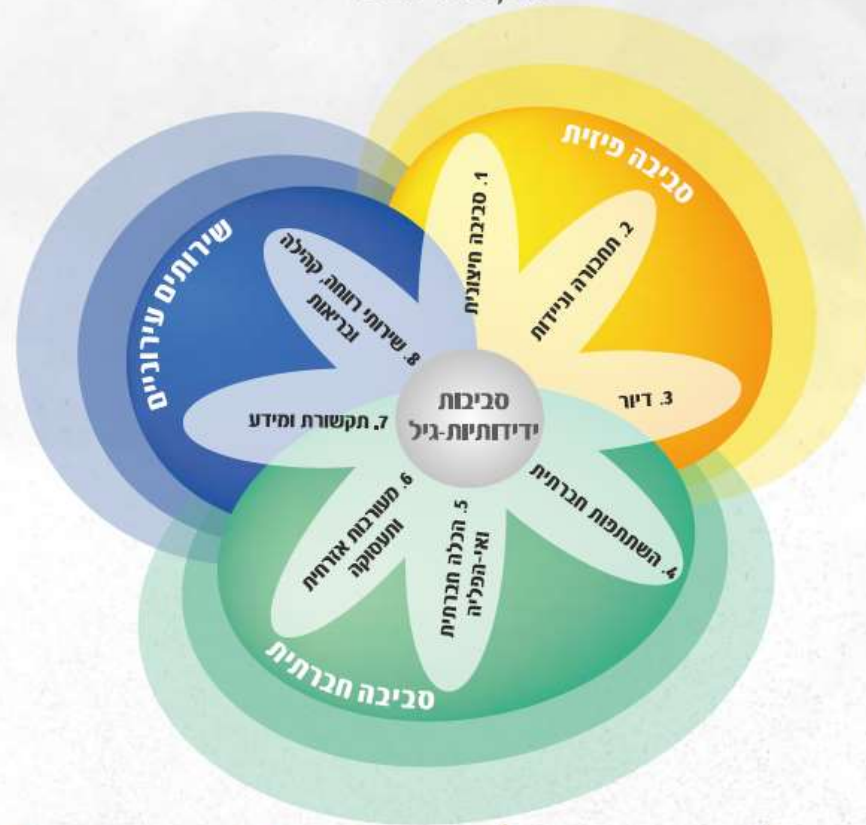 סביבה פיזית
1. סביבה חיצונית
2. תחבורה וניידות
3. דיור
סביבות
ידידותיות-גיל
4. השתתפות חברתית
5. הכלה חברתית
ואי-הפליה
6. מעורבות אזרחית
ותעסוקה
סביבה חברתית
7. תקשורת ומידע
8. שירותי רווחה, קהילה
ובריאות
שירותים עירוניים